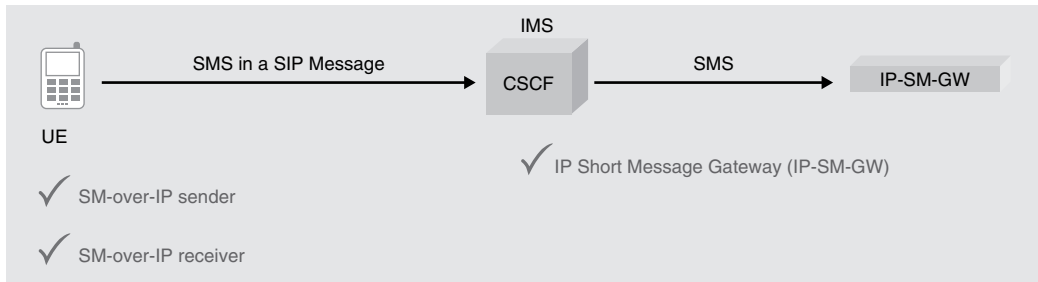 IMS
SMS in a SIP Message
SMS
CSCF
IP-SM-GW
UE
IP Short Message Gateway (IP-SM-GW)
SM-over-IP sender
SM-over-IP receiver